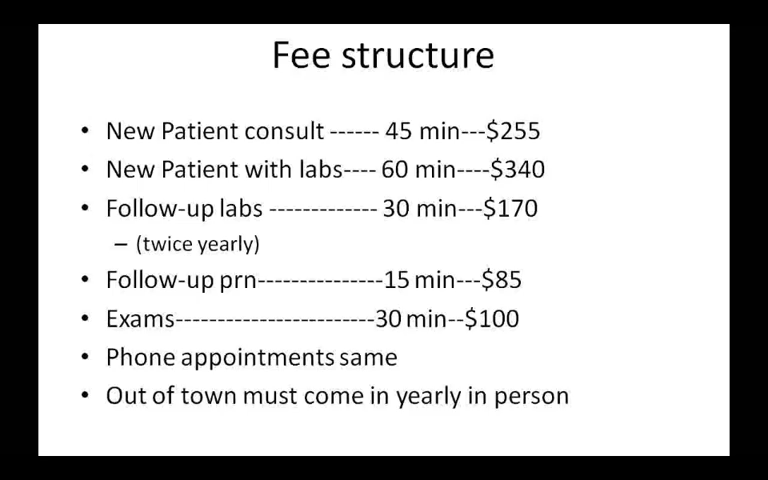 Fee structure
• New Patient consult ------ 45 min---$255
• New Patient with labs---- 60 min----$340
• Follow-up labs ------------- 30 min---$170
– (twice yearly)
• Follow-up prn---------------15 min---$85
• Exams------------------------30 min--$100
• Phone appointments same
• Out of town must come in yearly in person